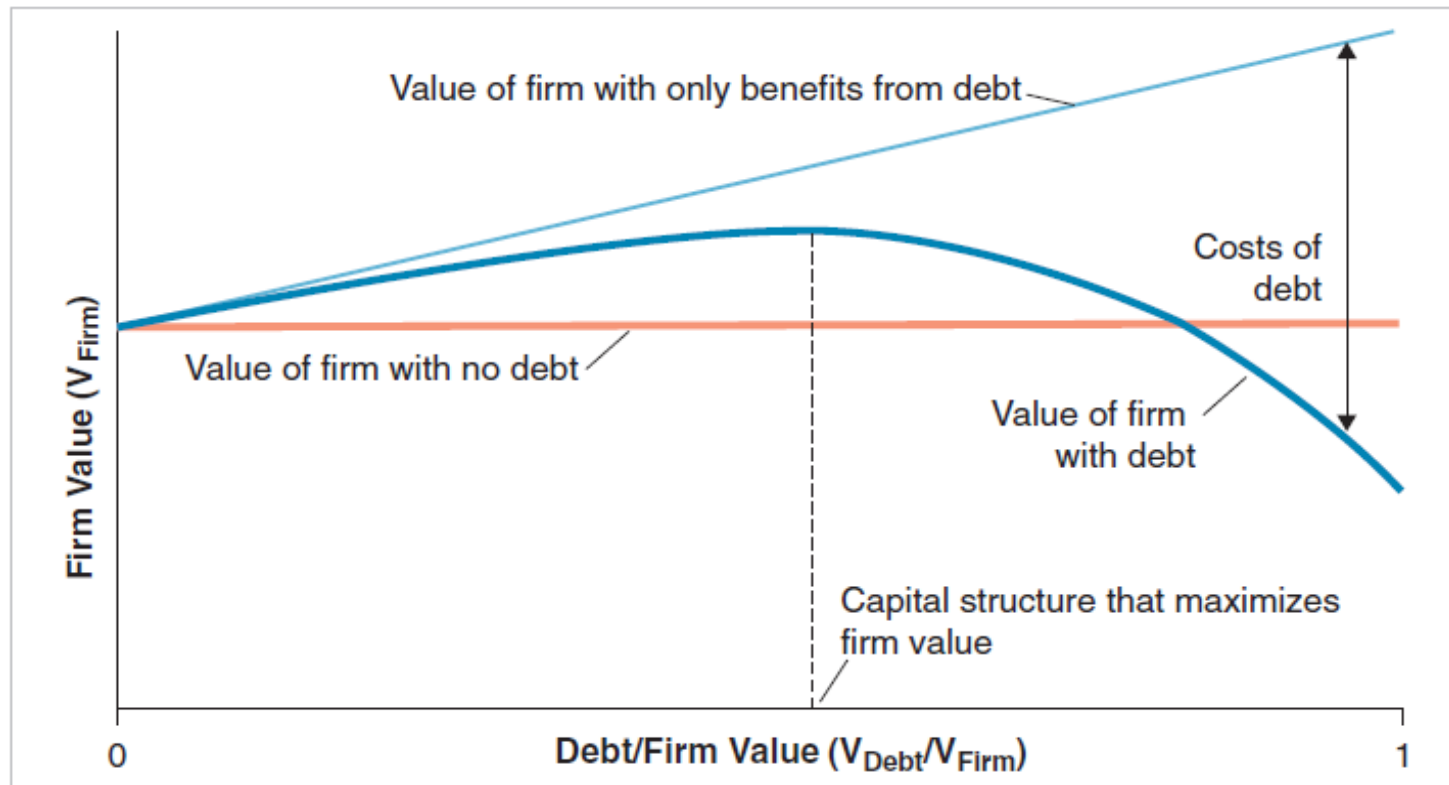 Value of firm with only benefits from debt
Costs of
debt
Firm Value (V Firm)
Value of firm with no debt
Value of firm
with debt
Capital structure that maximizes
firm value
0
Debt/Firm Value (VDebt/VFirm)
1